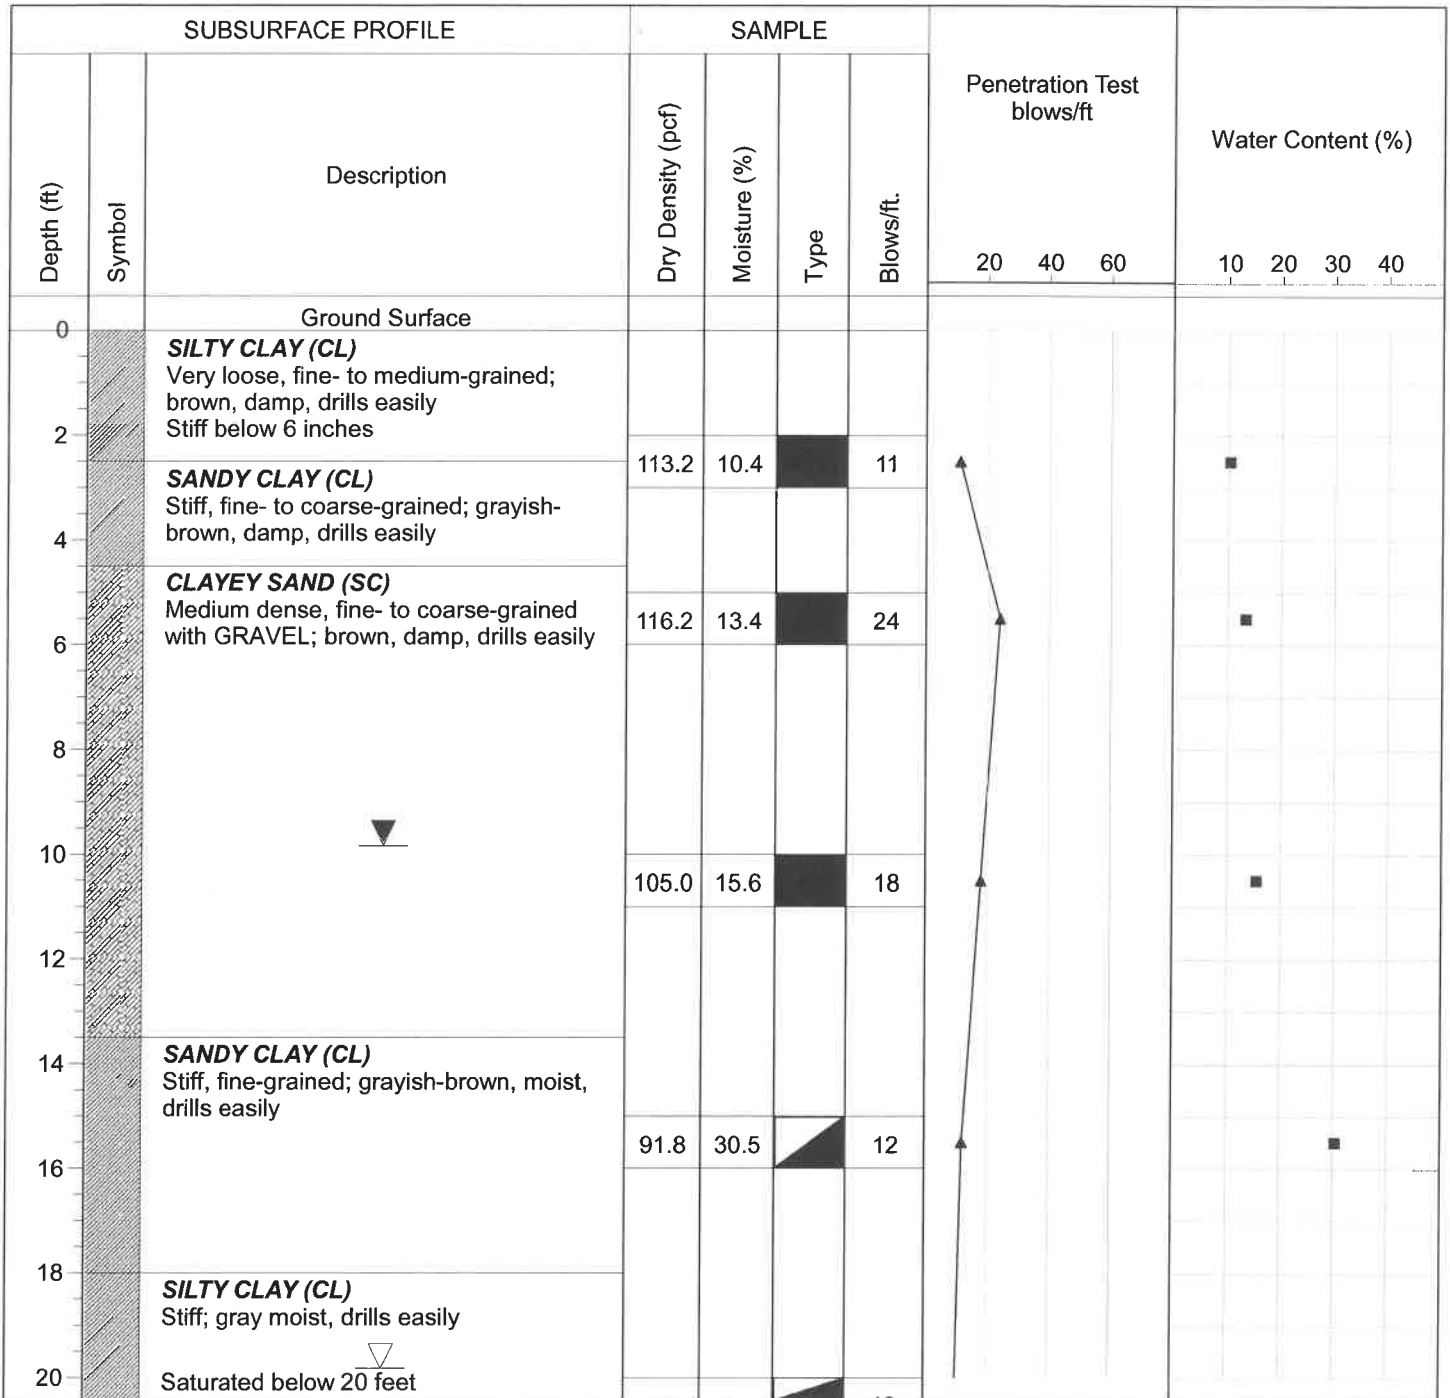 SUBSURFACE PROFILE
SAMPLE
Depth (ft)
Symbol
Description
Dry Density (pcf)
Moisture (%)
Type
Blows/ft.
Penetration Test
blows/ft
20 40 60
Water Content (%)
10 20 30 40
Ground Surface
0
SILTY CLAY (CL)
Very loose, fine- to medium-grained;
brown, damp, drills easily
Stiff below 6 inches
2
113.2 10.4 11
SANDY CLAY (CL)
Stiff, fine- to coarse-grained; grayish-
brown, damp, drills easily
4
CLAYEY SAND (SC)
Medium dense, fine- to coarse-grained
with GRAVEL; brown, damp, drills easily
116.2 13.4 24
6
8
10
105.0 15.6 18
12
14
SANDY CLAY (CL)
Stiff, fine-grained; grayish-brown, moist,
drills easily
91.8 30.5 12
16
18
SILTY CLAY (CL)
Stiff; gray moist, drills easily
20
Saturated below 20 feet